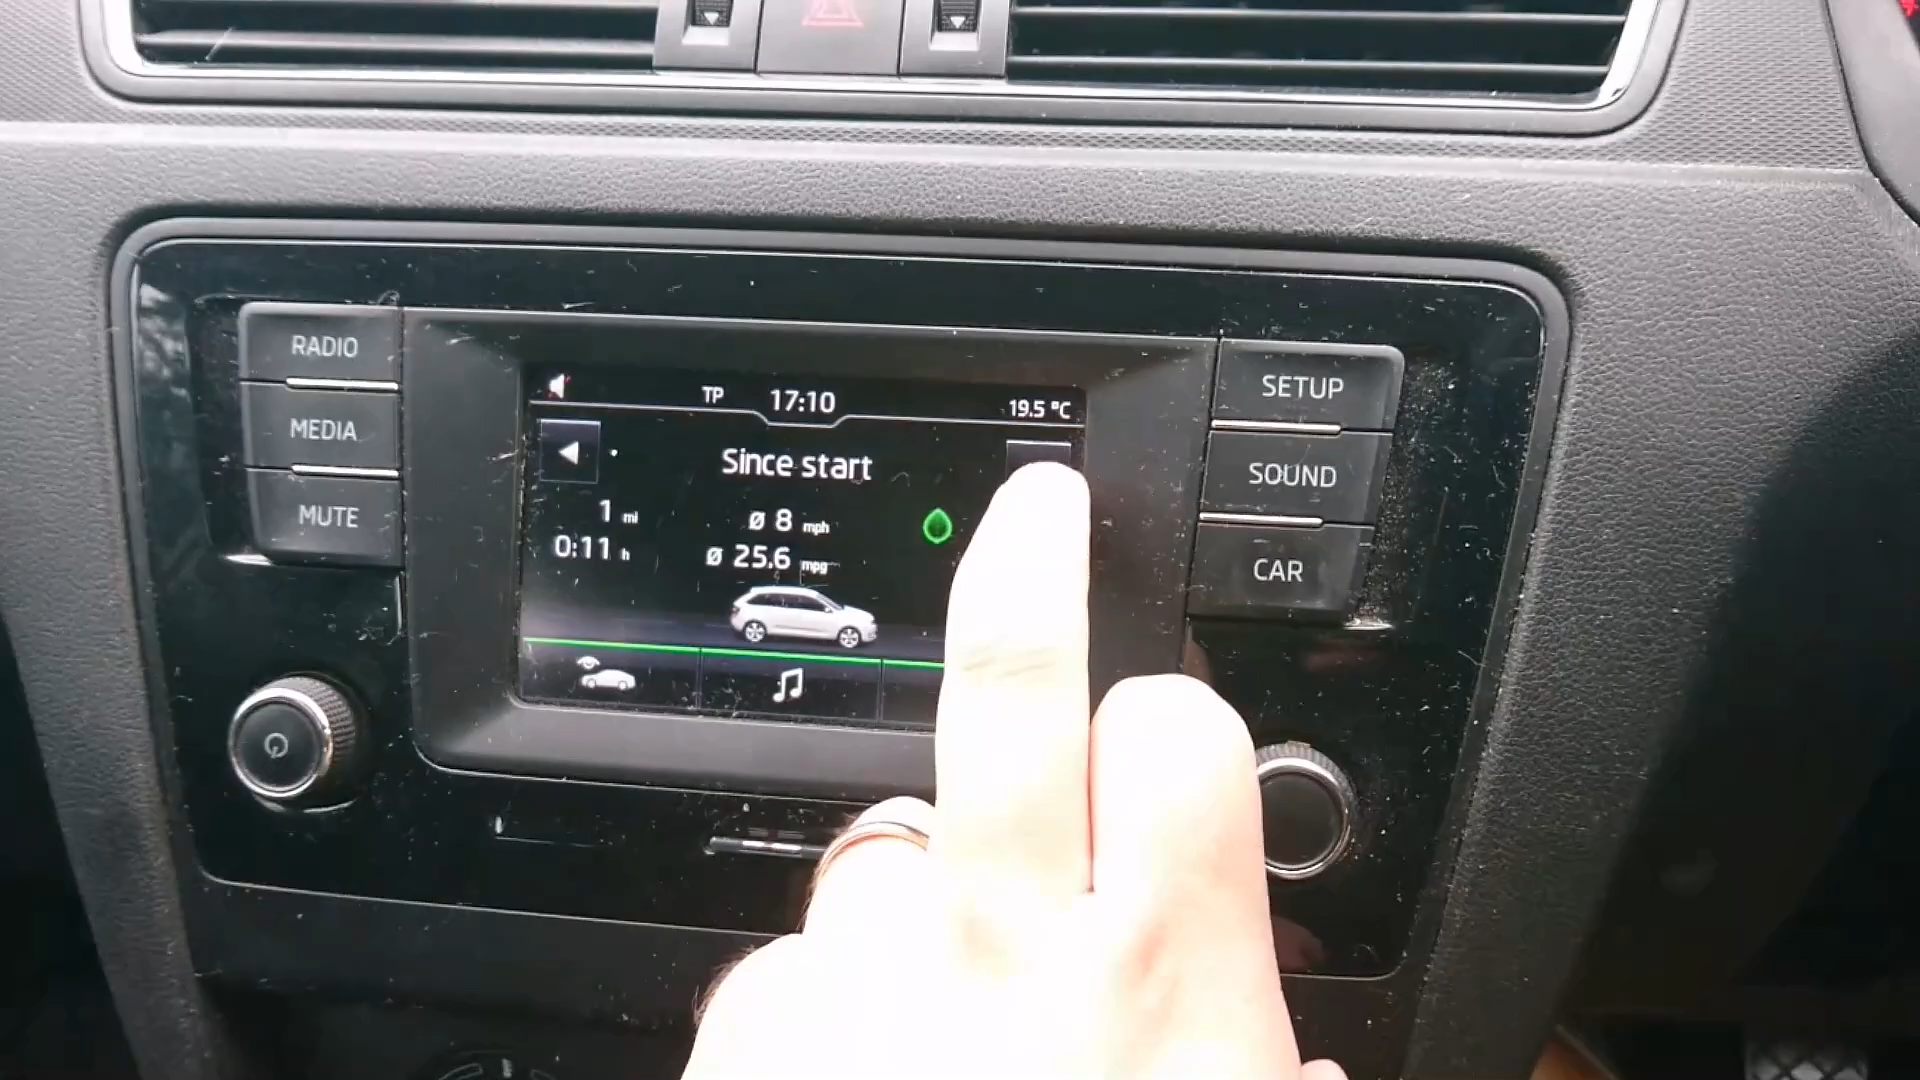 RADIO
MEDIA
MUTE
TP 17:10 19.5 °C
Since start
1 mi ø 8 mph
0:11 h ø 25.6 mpg
SETUP
SOUND
CAR